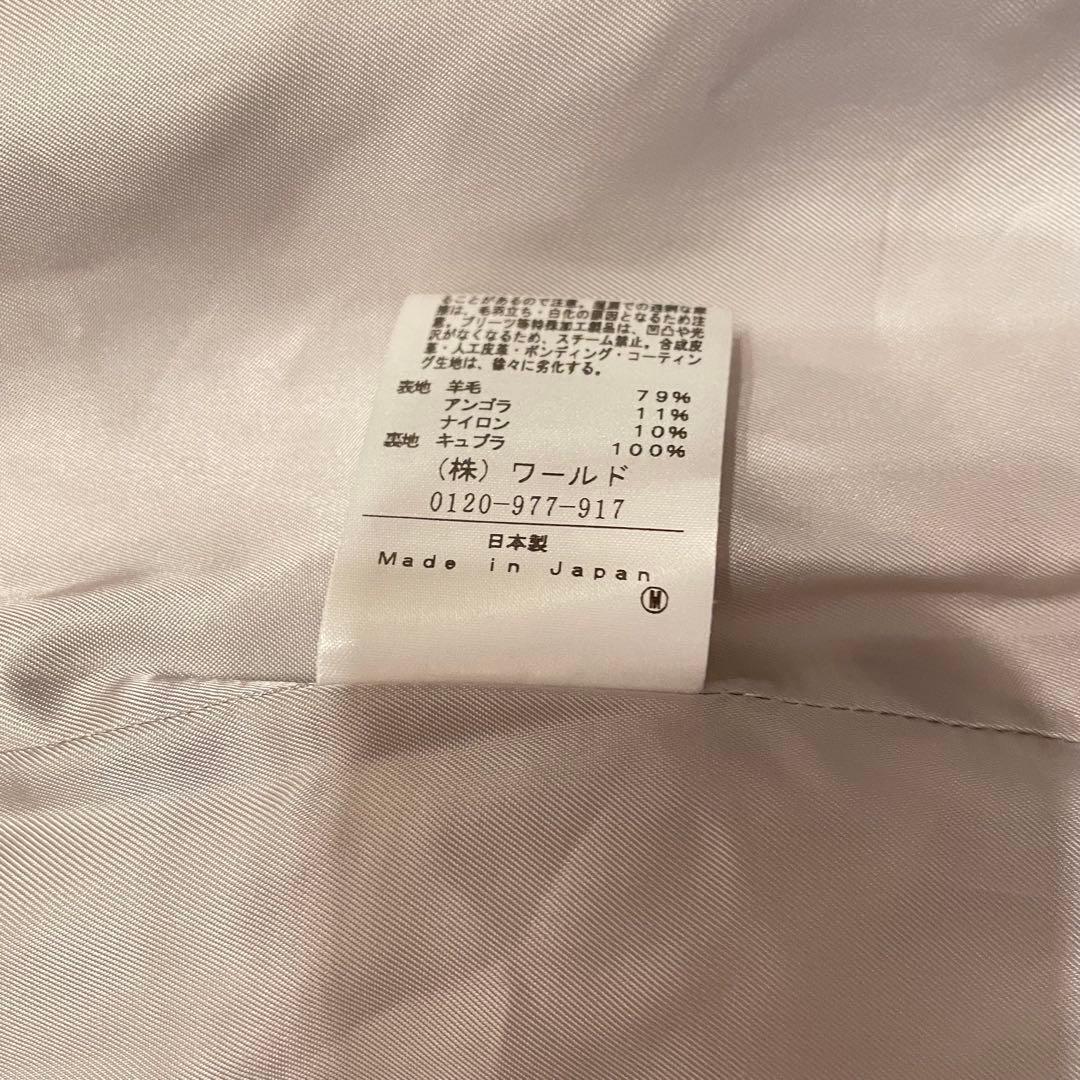 ることがあるので注意。湿潤での過剰な摩
擦は、毛羽立ち・白化の原因となるため注
意。プリーツ等特殊加工製品は、凹凸や光
沢がなくなるため、スチーム禁止。合成皮
革・人工皮革・ボンディング・コーティン
グ生地は、徐々に劣化する。
表地 羊毛 79%
アンゴラ 11%
ナイロン 10%
裏地 キュプラ 100%
(株)ワールド
0120-977-917
日本製
Made in Japan
Ⓜ